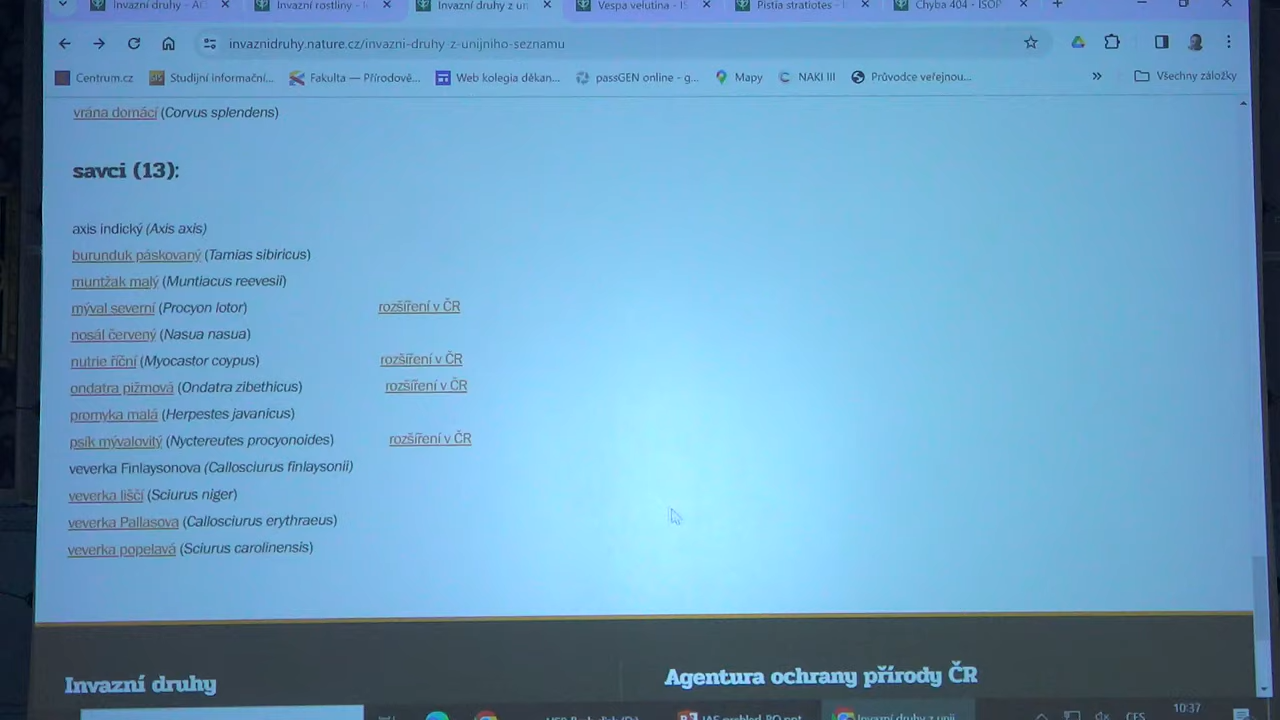 Invazní druhy - AC
Invazní rostliny - I
Invazní druhy z un
Vespa velutina - IS
Pistia stratiotes - I
Chyba 404 - ISOP
invaznidruhy.nature.cz/invazni-druhy-z-unijniho-seznamu
Centrum.cz
Studijní informační...
Fakulta — Přírodově...
Web kolegia děkan...
passGEN online - g...
Mapy
NAKI III
Průvodce veřejnou...
»
Všechny záložky
vrána domácí (Corvus splendens)
savci (13):
axis indický (Axis axis)
burunduk páskovaný (Tamias sibiricus)
muntžak malý (Muntiacus reevesii)
mýval severní (Procyon lotor) rozšíření v ČR
nosál červený (Nasua nasua)
nutrie říční (Myocastor coypus) rozšíření v ČR
ondatra pižmová (Ondatra zibethicus) rozšíření v ČR
promyka malá (Herpestes javanicus)
psík mývalovitý (Nyctereutes procyonoides) rozšíření v ČR
veverka Finlaysonova (Callosciurus finlaysonii)
veverka liščí (Sciurus niger)
veverka Pallasova (Callosciurus erythraeus)
veverka popelavá (Sciurus carolinensis)
Invazní druhy
Agentura ochrany přírody ČR
Invazní druhy z unij
CES
10:37